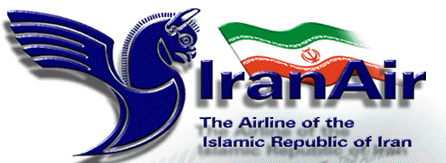 IranAir
The Airline of the
Islamic Republic of Iran